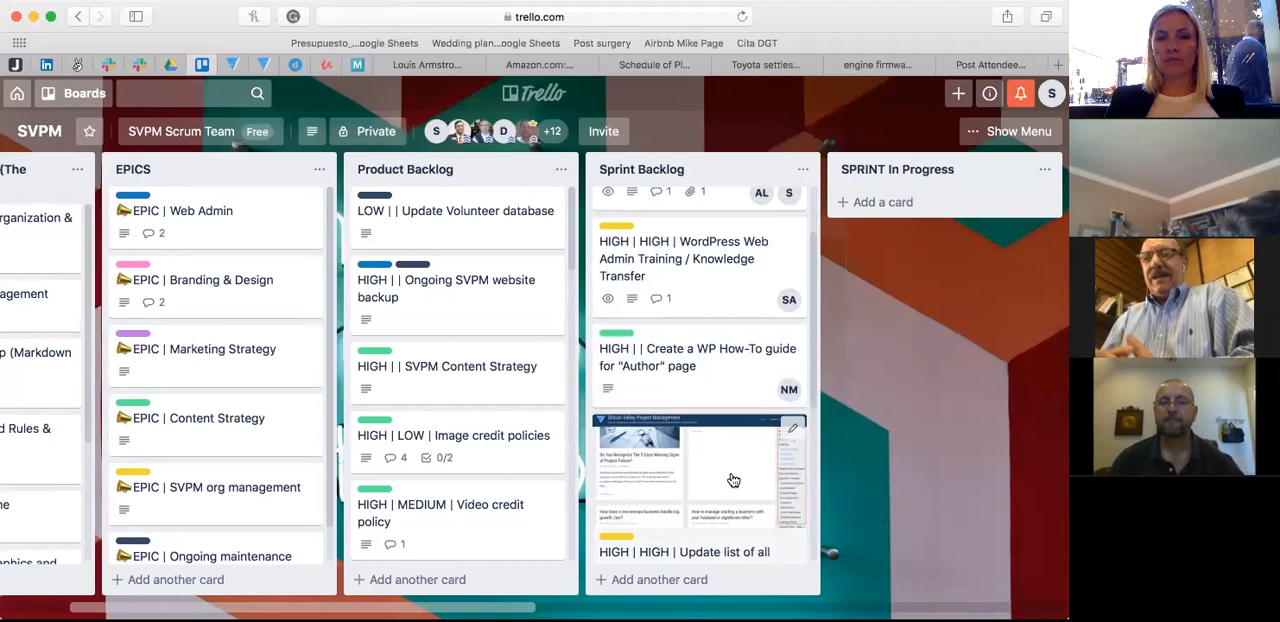 trello.com
Presupuesto_...oogle Sheets Wedding plan...oogle Sheets Post surgery Airbnb Mike Page Cita DGT
uis Armstro... Amazon.com:... Schedule of Pl... Toyota settles... engine firmwa... Post Attendee...
Boards
Trello
S
SVPM SVPM Scrum Team Free Private S D +12 Invite ... Show Menu
(The
rganization &
agement
p (Markdown
d Rules &
ne
EPICS
EPIC | Web Admin
2
EPIC | Branding & Design
2
EPIC | Marketing Strategy
EPIC | Content Strategy
EPIC | SVPM org management
EPIC | Ongoing maintenance
+ Add another card
Product Backlog
LOW | | Update Volunteer database
HIGH | | Ongoing SVPM website
backup
HIGH | | SVPM Content Strategy
HIGH | LOW | Image credit policies
4 0/2
HIGH | MEDIUM | Video credit
policy
1
+ Add another card
Sprint Backlog
1 1 AL S
HIGH | HIGH | WordPress Web
Admin Training / Knowledge
Transfer
1 SA
HIGH | | Create a WP How-To guide
for "Author" page
NM
Silicon Valley Project Management
HIGH | HIGH | Update list of all
+ Add another card
SPRINT In Progress
+ Add a card